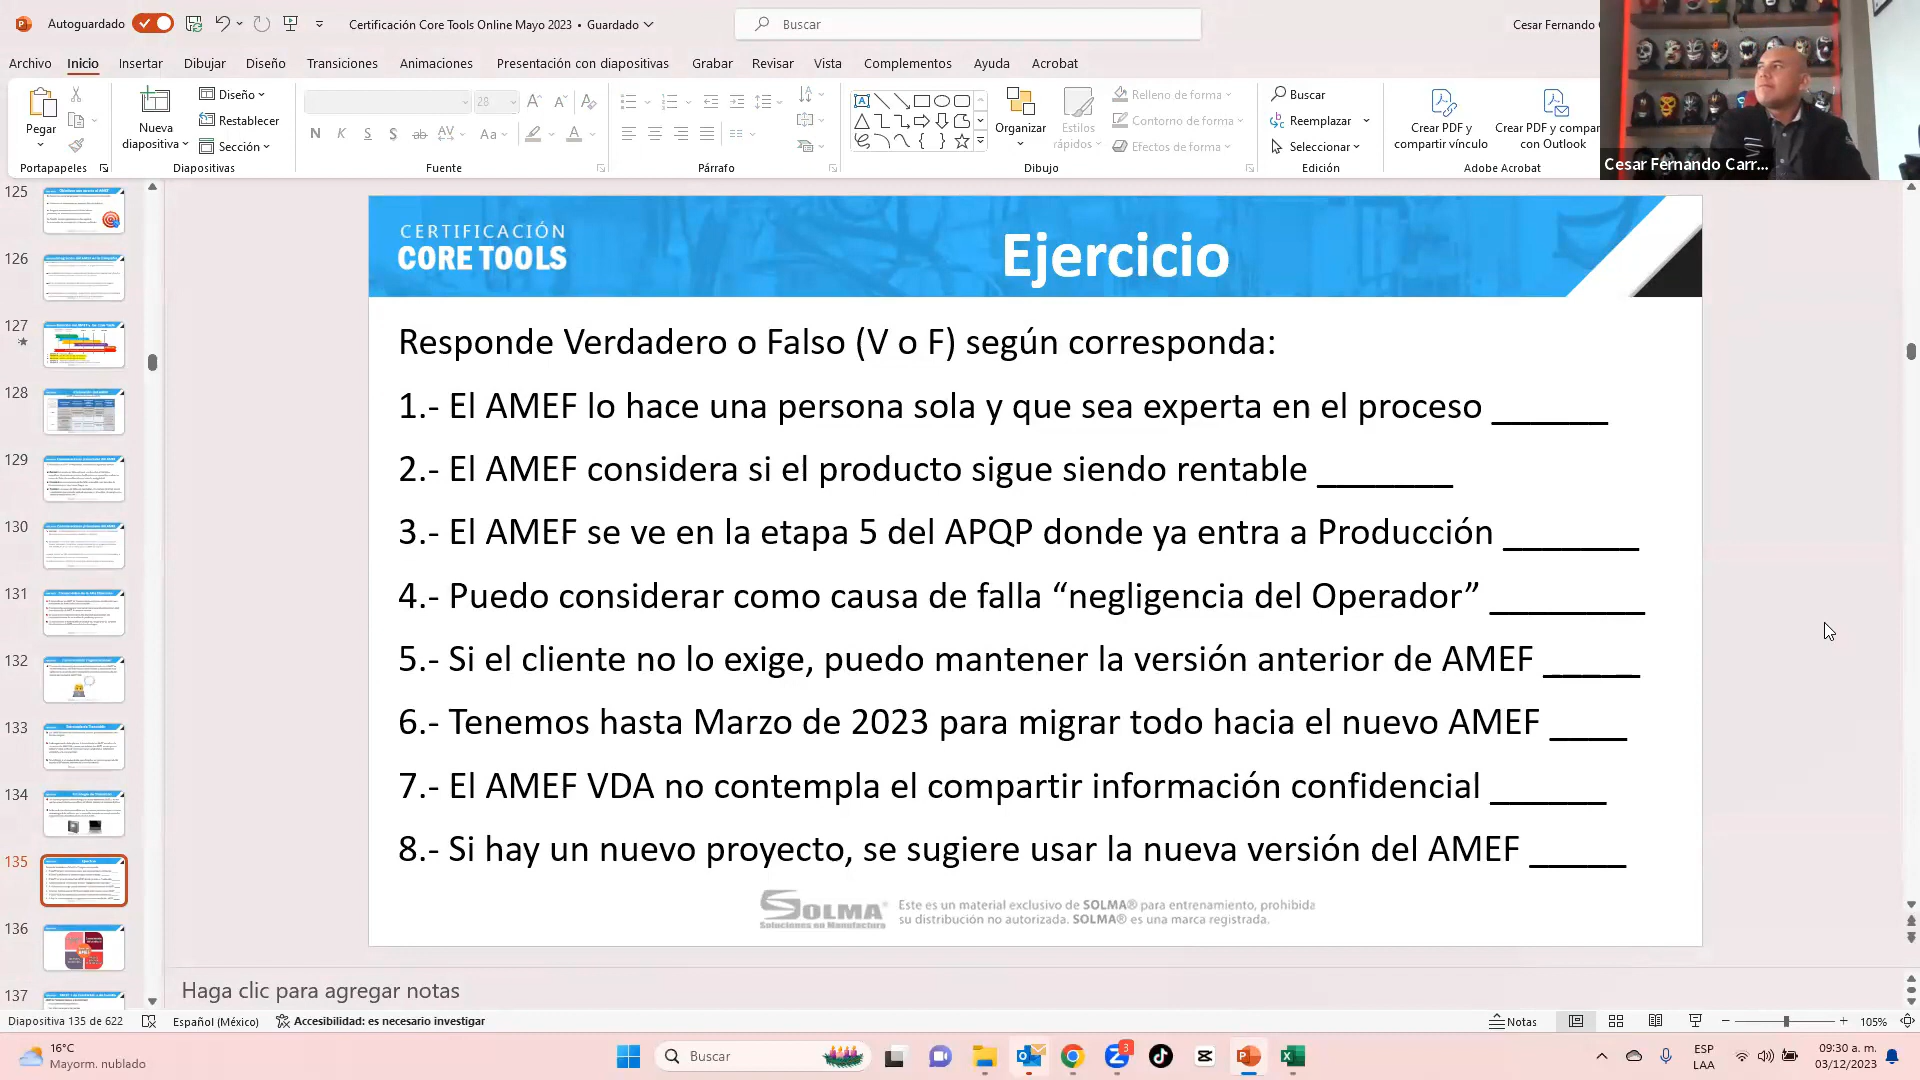 Autoguardado
Certificación Core Tools Online Mayo 2023 • Guardado
Buscar
Cesar Fernando
Archivo Inicio Insertar Dibujar Diseño Transiciones Animaciones Presentación con diapositivas Grabar Revisar Vista Complementos Ayuda Acrobat
Pegar
Portapapeles
Nueva diapositiva
Diseño
Restablecer
Sección
Diapositivas
28
N K S S ab AV Aa A
Fuente
Párrafo
Organizar
Estilos rápidos
Relleno de forma
Contorno de forma
Efectos de forma
Dibujo
Buscar
Reemplazar
Seleccionar
Edición
Crear PDF y compartir vínculo
Crear PDF y compar con Outlook
Adobe Acrobat
Cesar Fernando Carr...
125
126
127
128
129
130
131
132
133
134
135
136
137
CERTIFICACIÓN
CORE TOOLS
Ejercicio
Responde Verdadero o Falso (V o F) según corresponda:
1.- El AMEF lo hace una persona sola y que sea experta en el proceso ______
2.- El AMEF considera si el producto sigue siendo rentable _______
3.- El AMEF se ve en la etapa 5 del APQP donde ya entra a Producción _______
4.- Puedo considerar como causa de falla “negligencia del Operador” ________
5.- Si el cliente no lo exige, puedo mantener la versión anterior de AMEF _____
6.- Tenemos hasta Marzo de 2023 para migrar todo hacia el nuevo AMEF ____
7.- El AMEF VDA no contempla el compartir información confidencial ______
8.- Si hay un nuevo proyecto, se sugiere usar la nueva versión del AMEF _____
SOLMA®
Soluciones en Manufactura
Este es un material exclusivo de SOLMA® para entrenamiento, prohibida
su distribución no autorizada. SOLMA® es una marca registrada.
Haga clic para agregar notas
Diapositiva 135 de 622
Español (México)
Accesibilidad: es necesario investigar
Notas
105%
16°C
Mayorm. nublado
Buscar
3
ESP
LAA
09:30 a. m.
03/12/2023